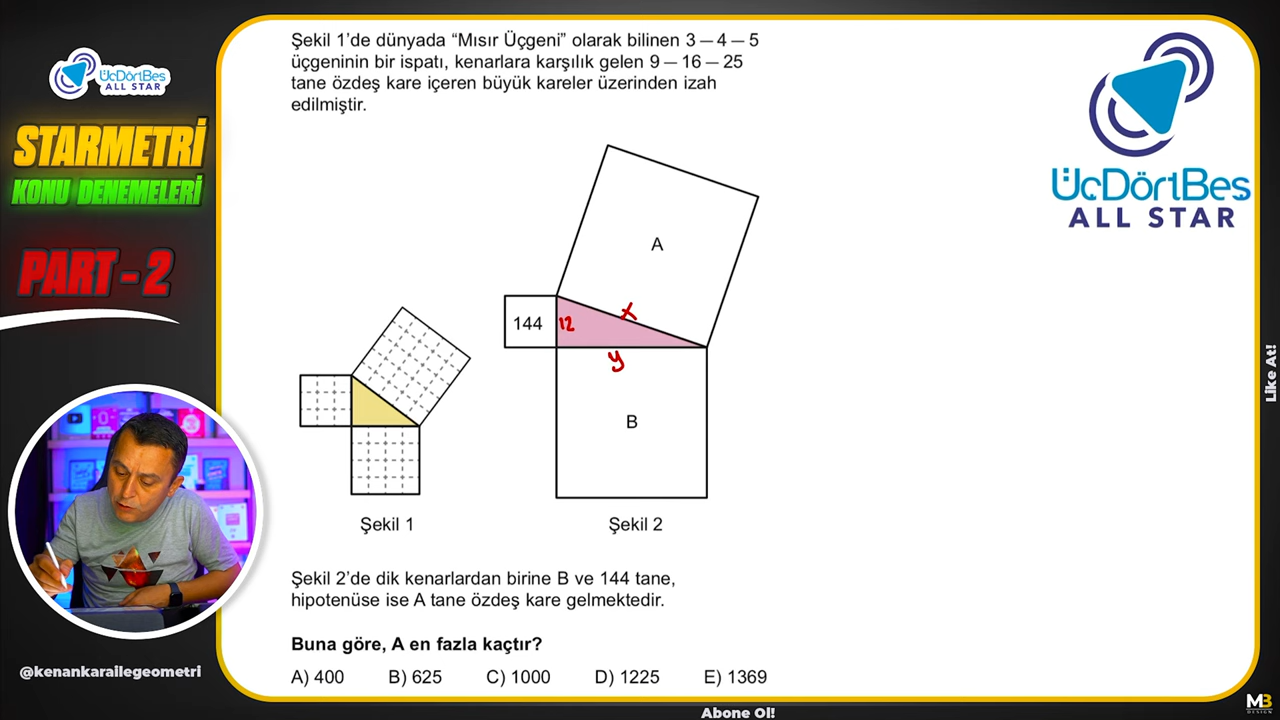 ÜçDörtBeş
ALL STAR
STARMETRİ
KONU DENEMELERİ
PART - 2
@kenankarailegeometri
Şekil 1’de dünyada “Mısır Üçgeni” olarak bilinen 3 – 4 – 5
üçgeninin bir ispatı, kenarlara karşılık gelen 9 – 16 – 25
tane özdeş kare içeren büyük kareler üzerinden izah
edilmiştir.
A
144
12
x
y
B
Şekil 1
Şekil 2
Şekil 2’de dik kenarlardan birine B ve 144 tane,
hipotenüse ise A tane özdeş kare gelmektedir.
Buna göre, A en fazla kaçtır?
A) 400 B) 625 C) 1000 D) 1225 E) 1369
ÜçDörtBeş
ALL STAR
Like At!
Abone Ol!
MB
DESIGN